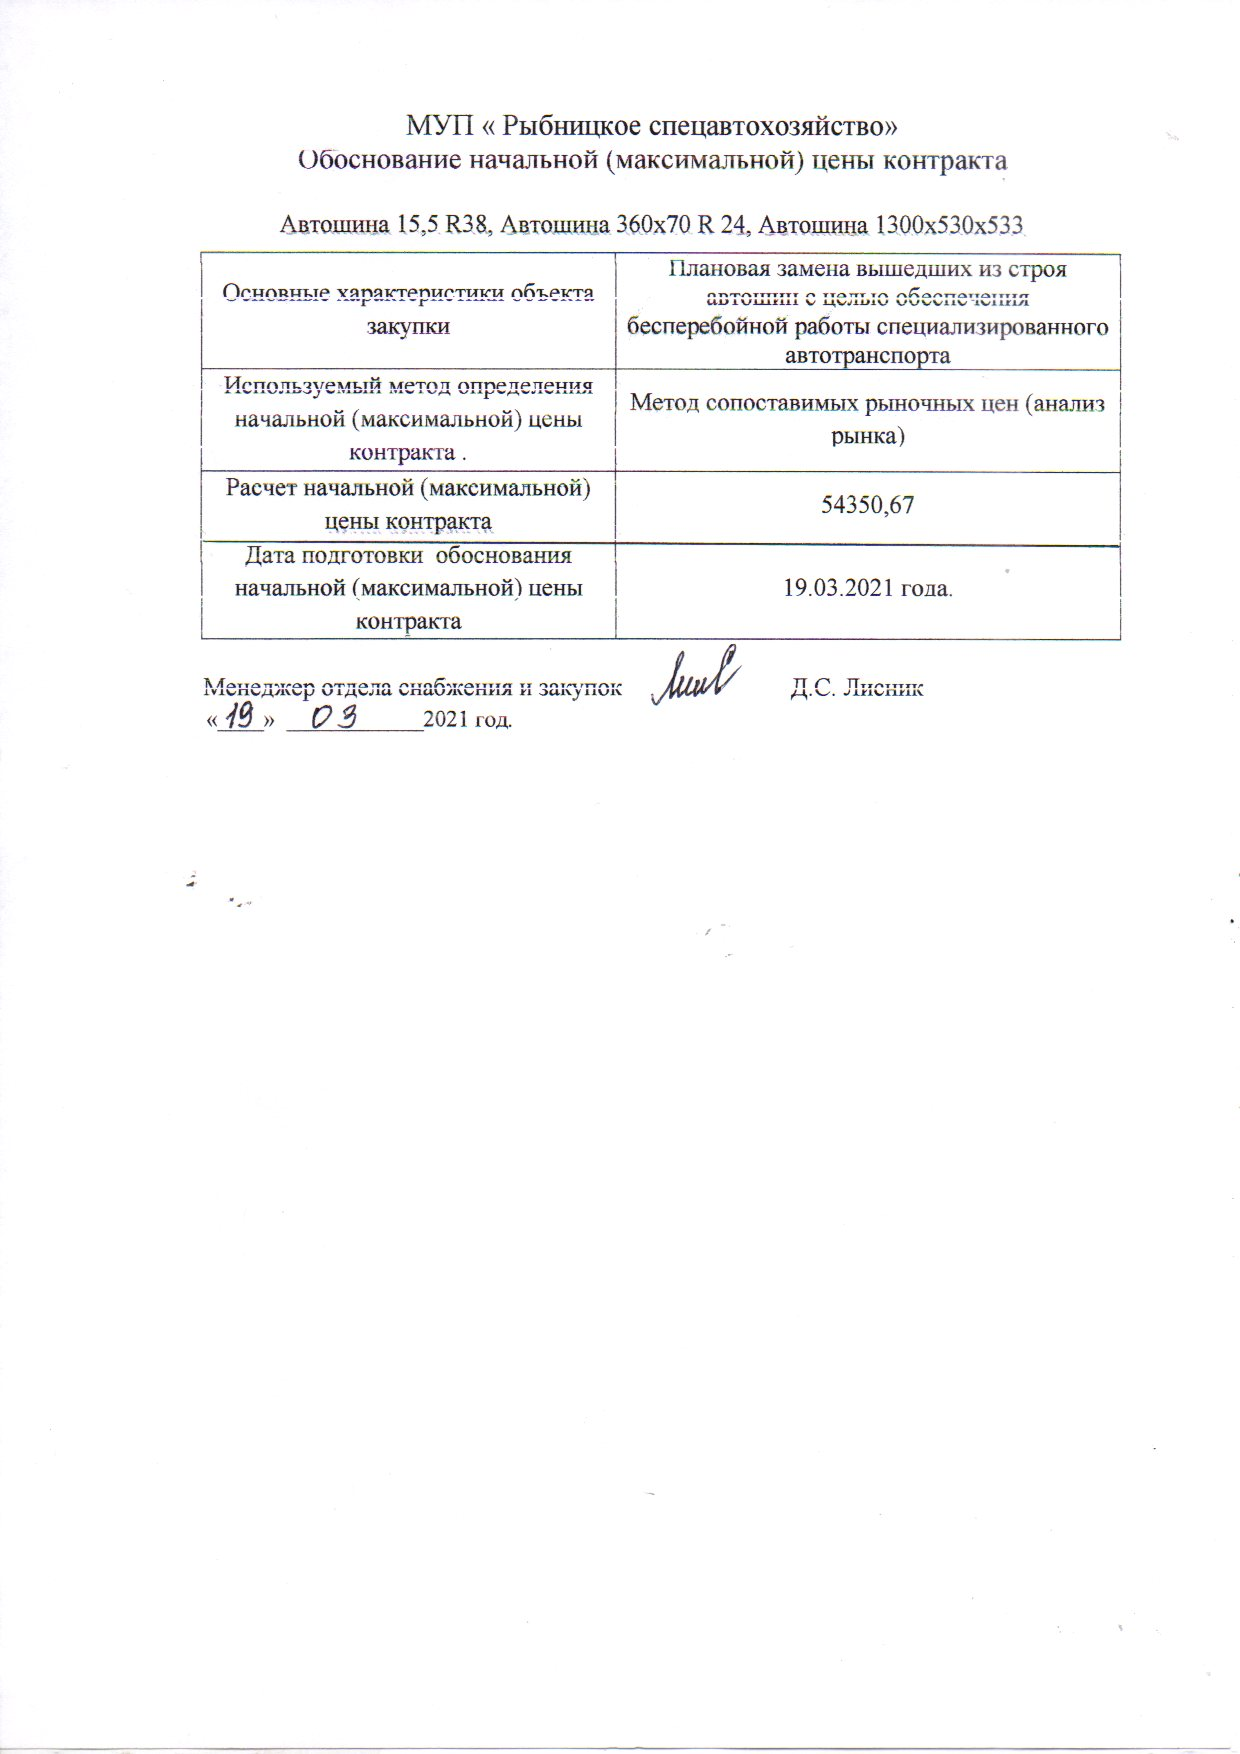 МУП « Рыбницкое спецавтохозяйство»
Обоснование начальной (максимальной) цены контракта
Автошина 15,5 R38, Автошина 360х70 R 24, Автошина 1300х530х533
Основные характеристики объекта
закупки
Плановая замена вышедших из строя
автошин с целью обеспечения
бесперебойной работы специализированного
автотранспорта
Используемый метод определения
начальной (максимальной) цены
контракта .
Метод сопоставимых рыночных цен (анализ
рынка)
Расчет начальной (максимальной)
цены контракта
54350,67
Дата подготовки обоснования
начальной (максимальной) цены
контракта
19.03.2021 года.
Менеджер отдела снабжения и закупок Д.С. Лисник
«19» 03 2021 год.